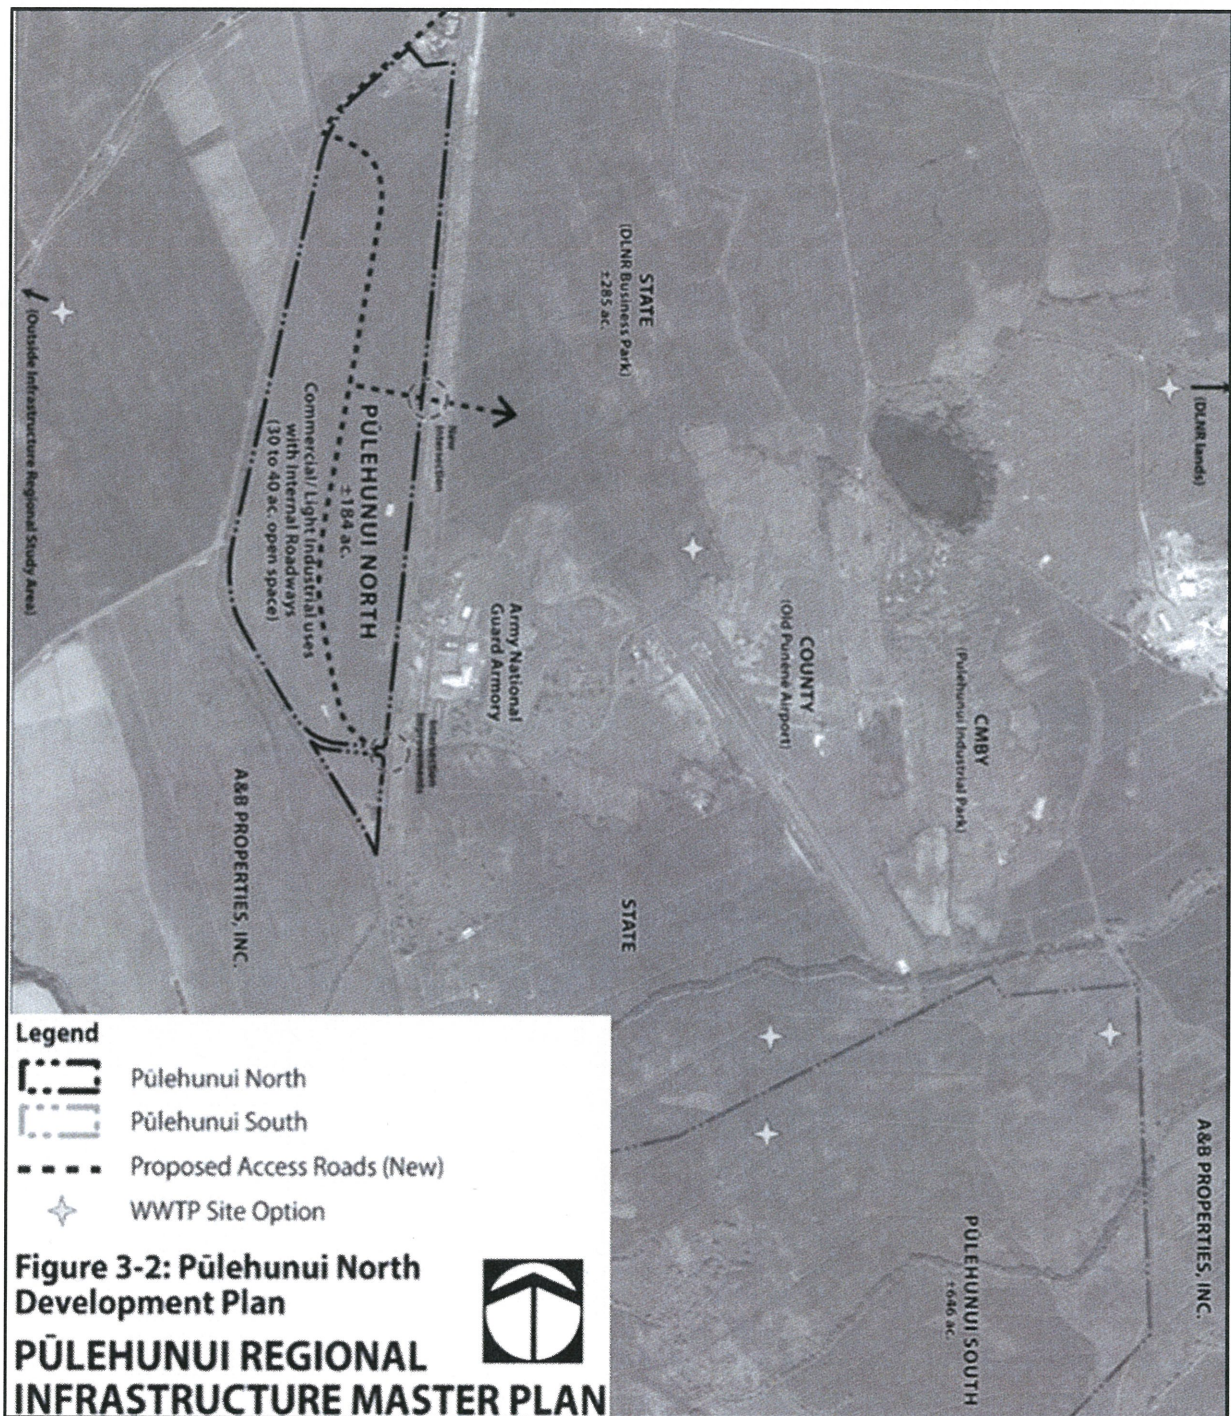 STATE
(DLNR Business Park)
±285 ac.
(DLNR lands)
(Outside Infrastructure Regional Study Area)
New
Intersection
PŪLEHUNUI NORTH
±184 ac.
Commercial/Light Industrial uses
with Internal Roadways
(30 to 40 ac. open space)
Army National
Guard Armory
COUNTY
(Old Punene Airport)
CMBY
(Pulehunui Industrial Park)
Intersection
Improvements
A&B PROPERTIES, INC.
STATE
A&B PROPERTIES, INC.
PŪLEHUNUI SOUTH
±646 ac.
Legend
Pūlehunui North
Pūlehunui South
Proposed Access Roads (New)
WWTP Site Option
Figure 3-2: Pūlehunui North
Development Plan
PŪLEHUNUI REGIONAL
INFRASTRUCTURE MASTER PLAN